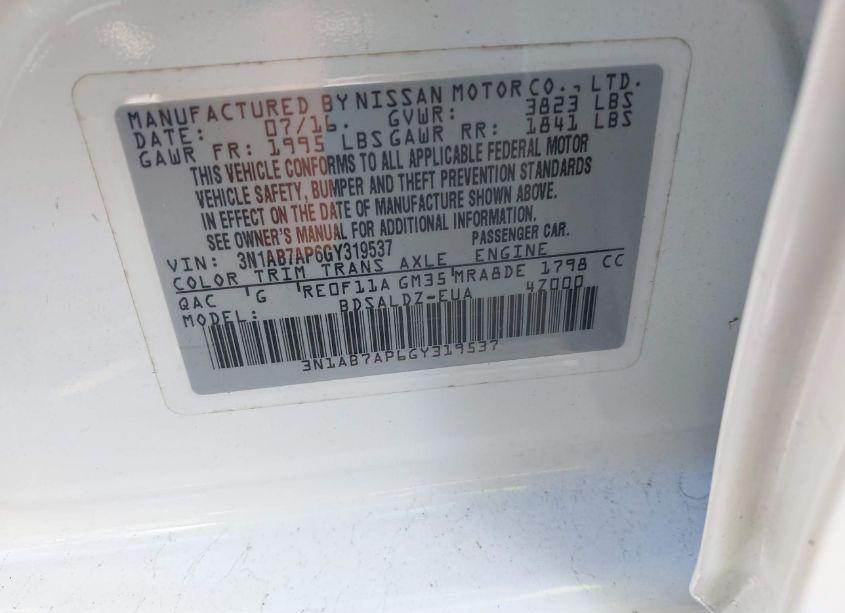 MANUFACTURED BY NISSAN MOTOR CO., LTD.
DATE: 07/16. GVWR: 3823 LBS
GAWR FR: 1995 LBS GAWR RR: 1841 LBS
THIS VEHICLE CONFORMS TO ALL APPLICABLE FEDERAL MOTOR
VEHICLE SAFETY, BUMPER AND THEFT PREVENTION STANDARDS
IN EFFECT ON THE DATE OF MANUFACTURE SHOWN ABOVE.
SEE OWNER'S MANUAL FOR ADDITIONAL INFORMATION.
VIN: 3N1AB7AP6GY319537 PASSENGER CAR.
COLOR TRIM TRANS AXLE ENGINE
QAC G RE0F11A GM35 MRA8DE 1798 CC
MODEL: BDSALDZ-EUA 47000
3N1AB7AP6GY319537